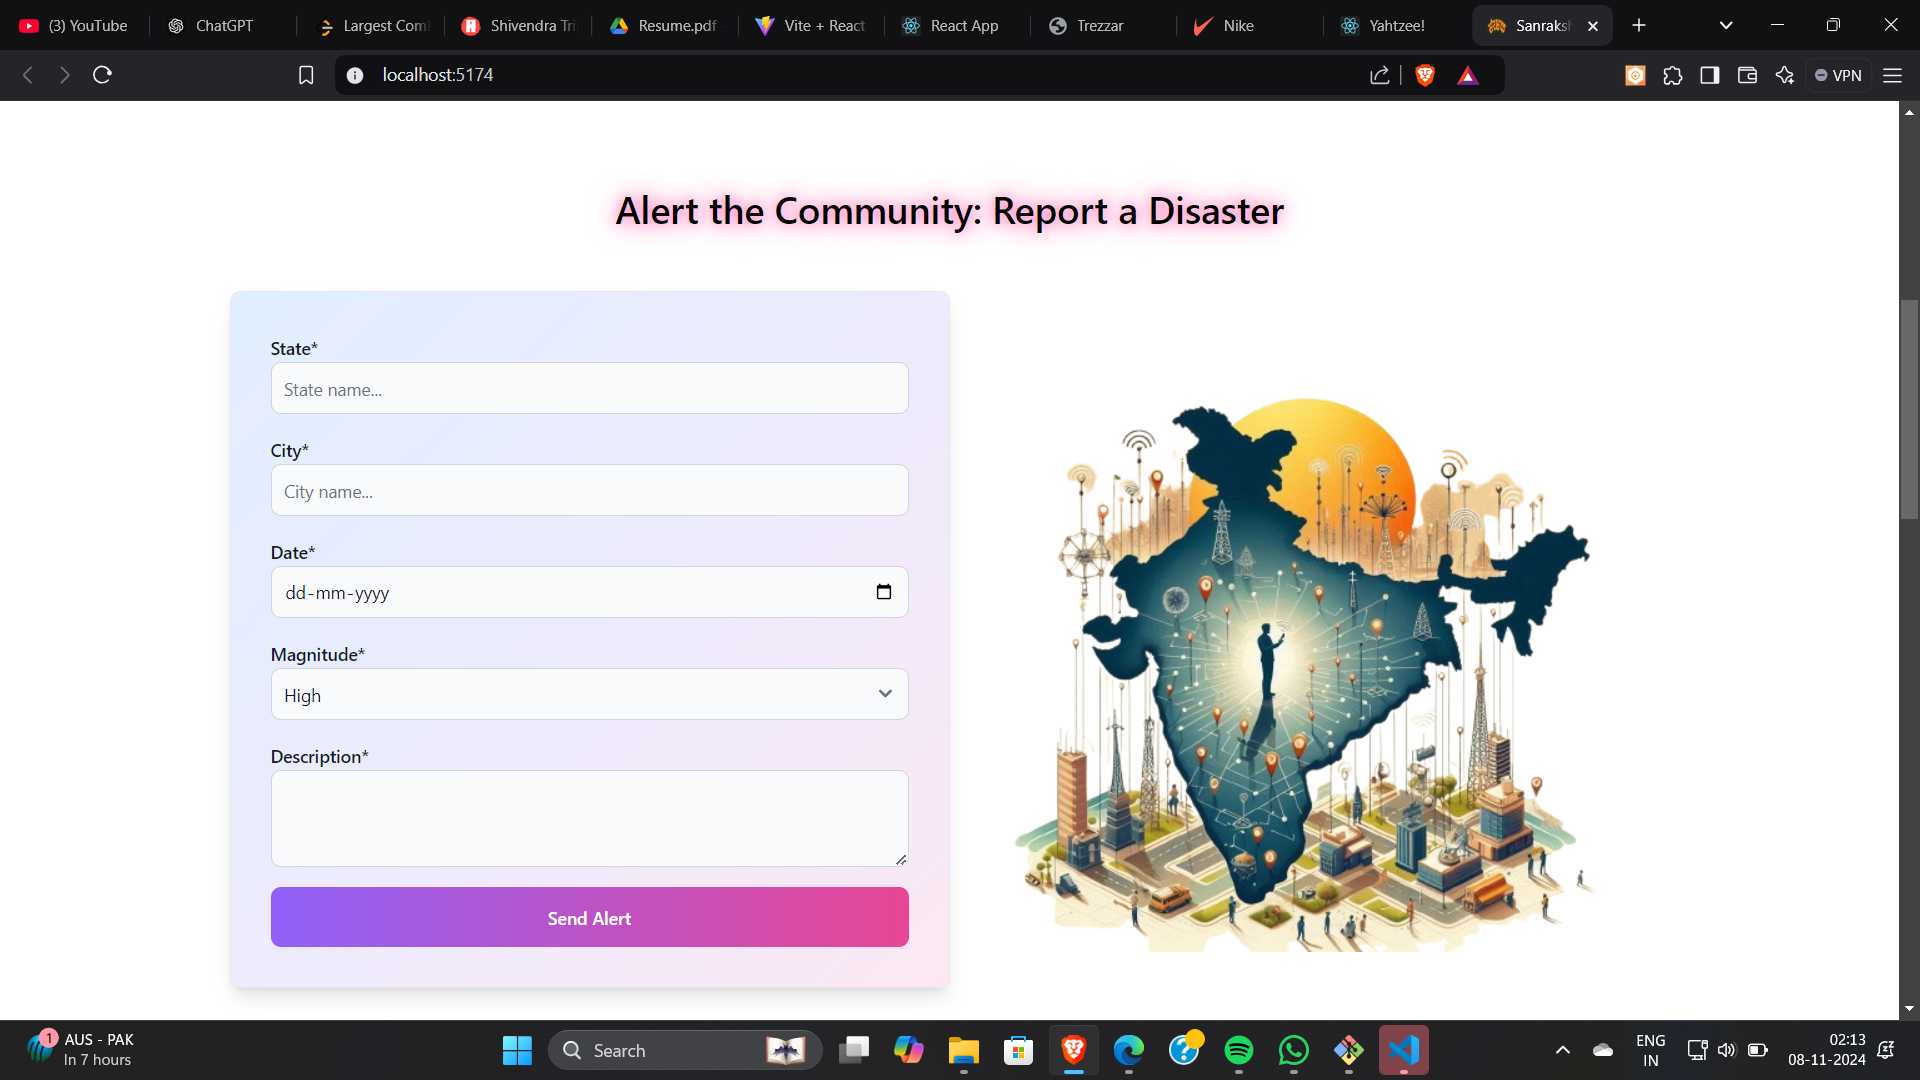 (3) YouTube
ChatGPT
Largest Com
Shivendra Tri
Resume.pdf
Vite + React
React App
Trezzar
Nike
Yahtzee!
Sanraksh
localhost:5174
VPN
Alert the Community: Report a Disaster
State*
State name...
City*
City name...
Date*
dd-mm-yyyy
Magnitude*
High
Description*
Send Alert
1
AUS - PAK
In 7 hours
Search
ENG
IN
02:13
08-11-2024